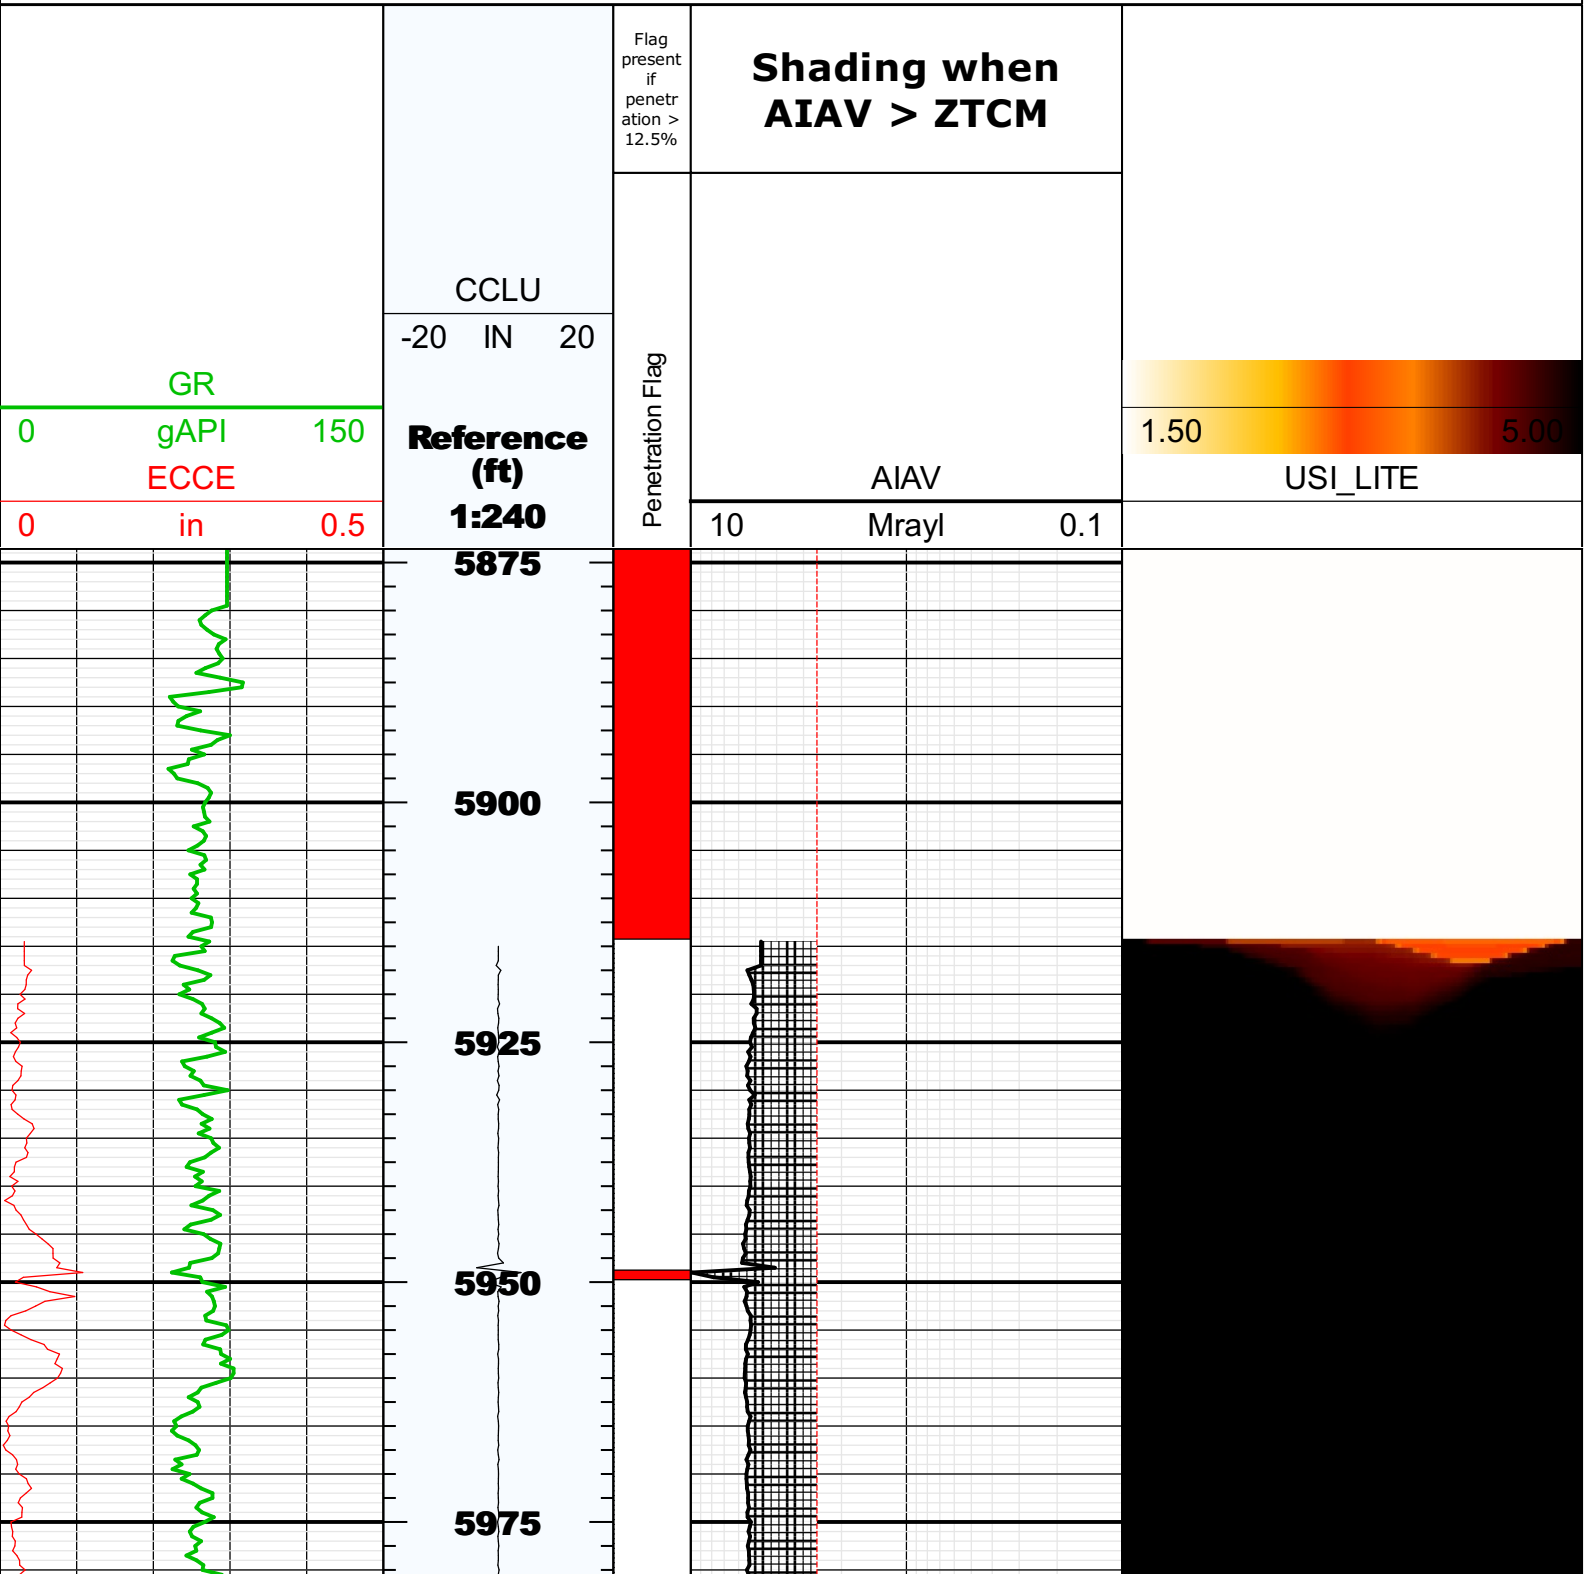 Flag
present
if
penetr
ation >
12.5%
Shading when
AIAV > ZTCM
CCLU
-20 IN 20
GR
0 gAPI 150
ECCE
0 in 0.5
Reference
(ft)
1:240
Penetration Flag
AIAV
10 Mrayl 0.1
1.50 5.00
USI_LITE
5875
5900
5925
5950
5975